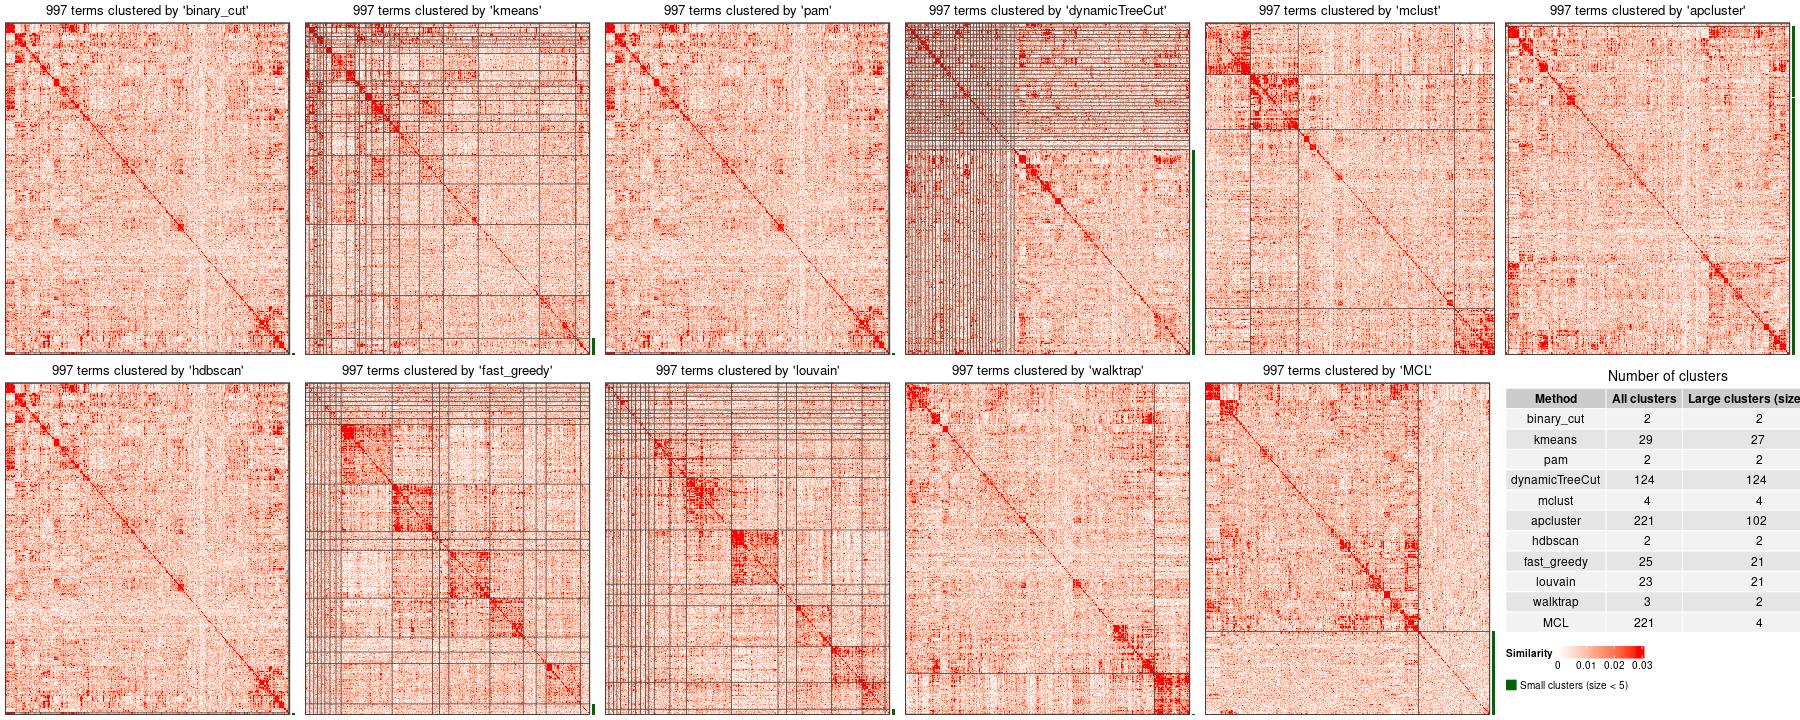 997 terms clustered by 'binary_cut'
997 terms clustered by 'kmeans'
997 terms clustered by 'pam'
997 terms clustered by 'dynamicTreeCut'
997 terms clustered by 'mclust'
997 terms clustered by 'apcluster'
997 terms clustered by 'hdbscan'
997 terms clustered by 'fast_greedy'
997 terms clustered by 'louvain'
997 terms clustered by 'walktrap'
997 terms clustered by 'MCL'
Number of clusters
Method All clusters Large clusters (size
binary_cut 2 2
kmeans 29 27
pam 2 2
dynamicTreeCut 124 124
mclust 4 4
apcluster 221 102
hdbscan 2 2
fast_greedy 25 21
louvain 23 21
walktrap 3 2
MCL 221 4
Similarity
0 0.01 0.02 0.03
Small clusters (size < 5)